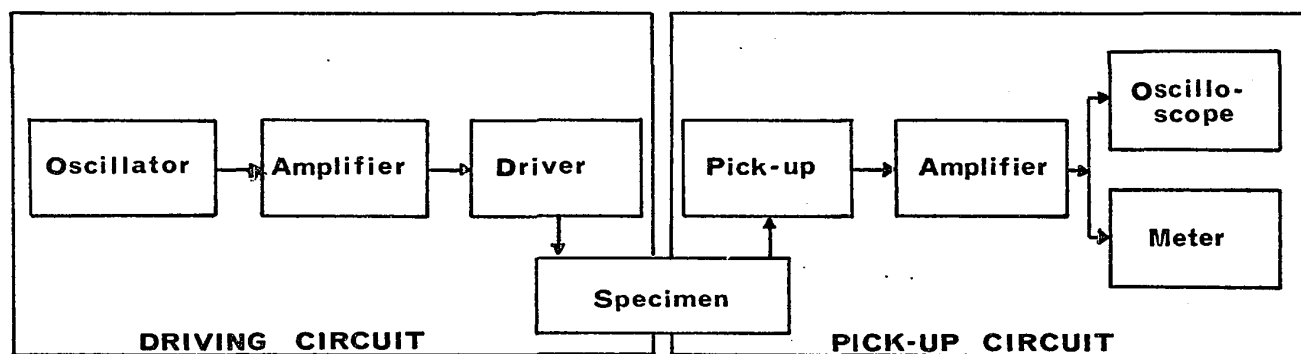 Oscillator
Amplifier
Driver
Pick-up
Amplifier
Oscillo-
scope
Meter
Specimen
DRIVING CIRCUIT
PICK-UP CIRCUIT